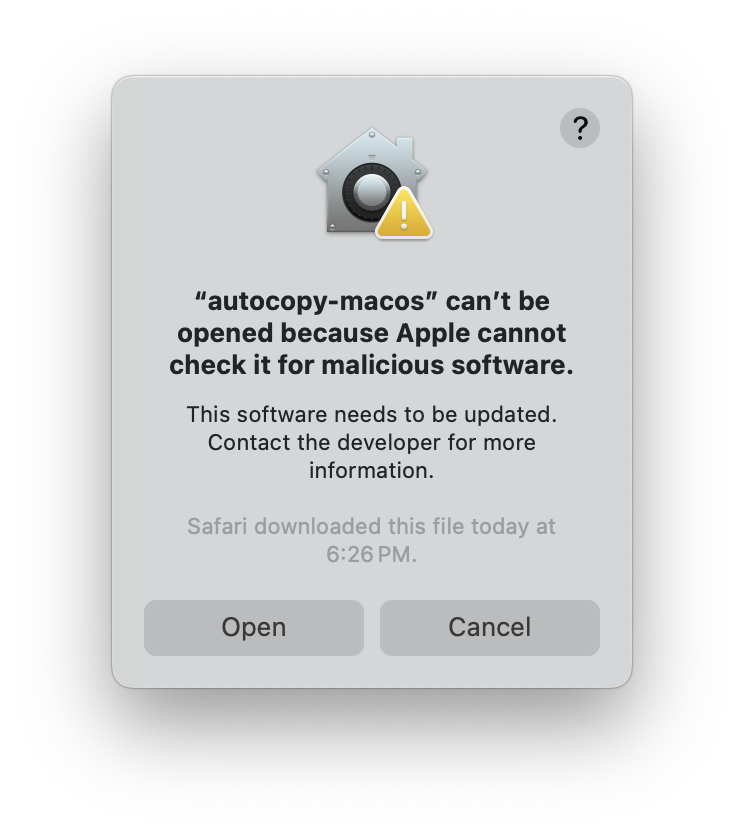 ?
“autocopy-macos” can’t be
opened because Apple cannot
check it for malicious software.
This software needs to be updated.
Contact the developer for more
information.
Safari downloaded this file today at
6:26 PM.
Open
Cancel